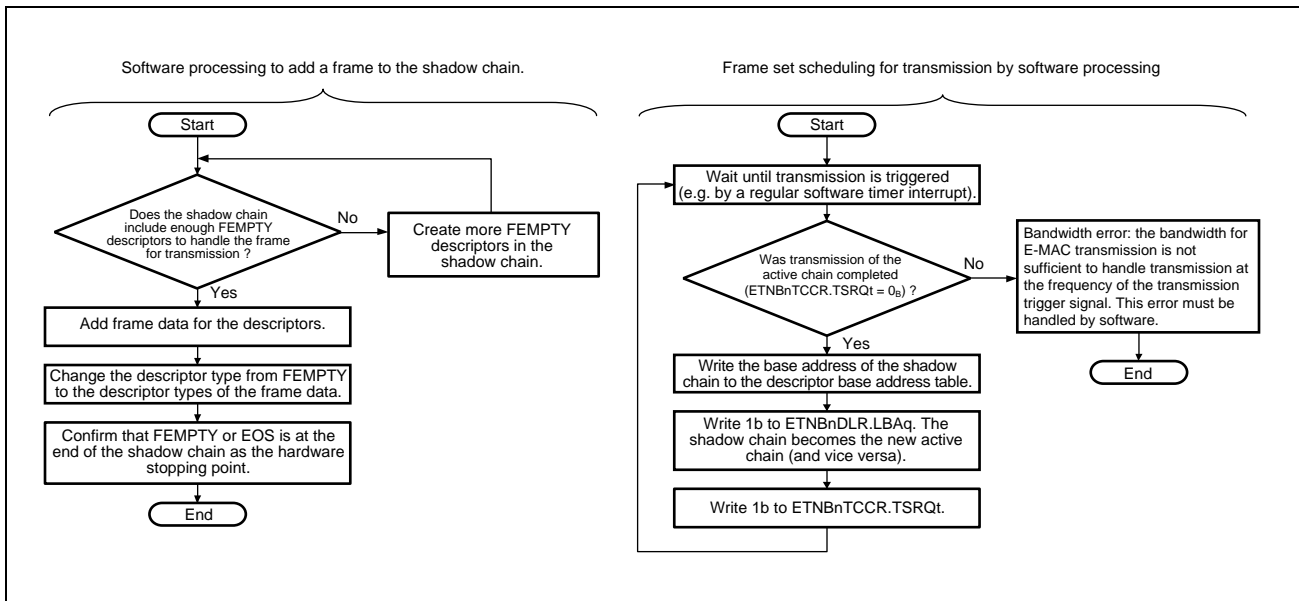 Software processing to add a frame to the shadow chain.
Start
Does the shadow chain
include enough FEMPTY
descriptors to handle the frame
for transmission ?
No
Create more FEMPTY
descriptors in the
shadow chain.
Yes
Add frame data for the descriptors.
Change the descriptor type from FEMPTY
to the descriptor types of the frame data.
Confirm that FEMPTY or EOS is at the
end of the shadow chain as the hardware
stopping point.
End
Frame set scheduling for transmission by software processing
Start
Wait until transmission is triggered
(e.g. by a regular software timer interrupt).
Was transmission of the
active chain completed
(ETNBnTCCR.TSRQt = 0B) ?
No
Bandwidth error: the bandwidth for
E-MAC transmission is not
sufficient to handle transmission at
the frequency of the transmission
trigger signal. This error must be
handled by software.
End
Yes
Write the base address of the shadow
chain to the descriptor base address table.
Write 1b to ETNBnDLR.LBAq. The
shadow chain becomes the new active
chain (and vice versa).
Write 1b to ETNBnTCCR.TSRQt.